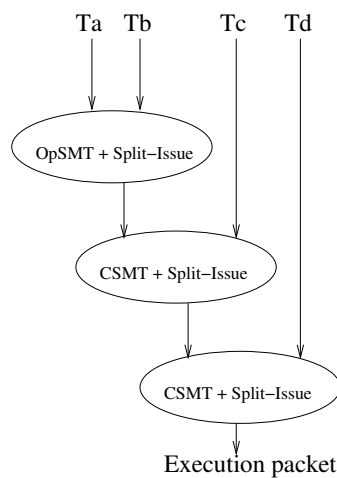 Ta Tb Tc Td
OpSMT + Split−Issue
CSMT + Split−Issue
CSMT + Split−Issue
Execution packet